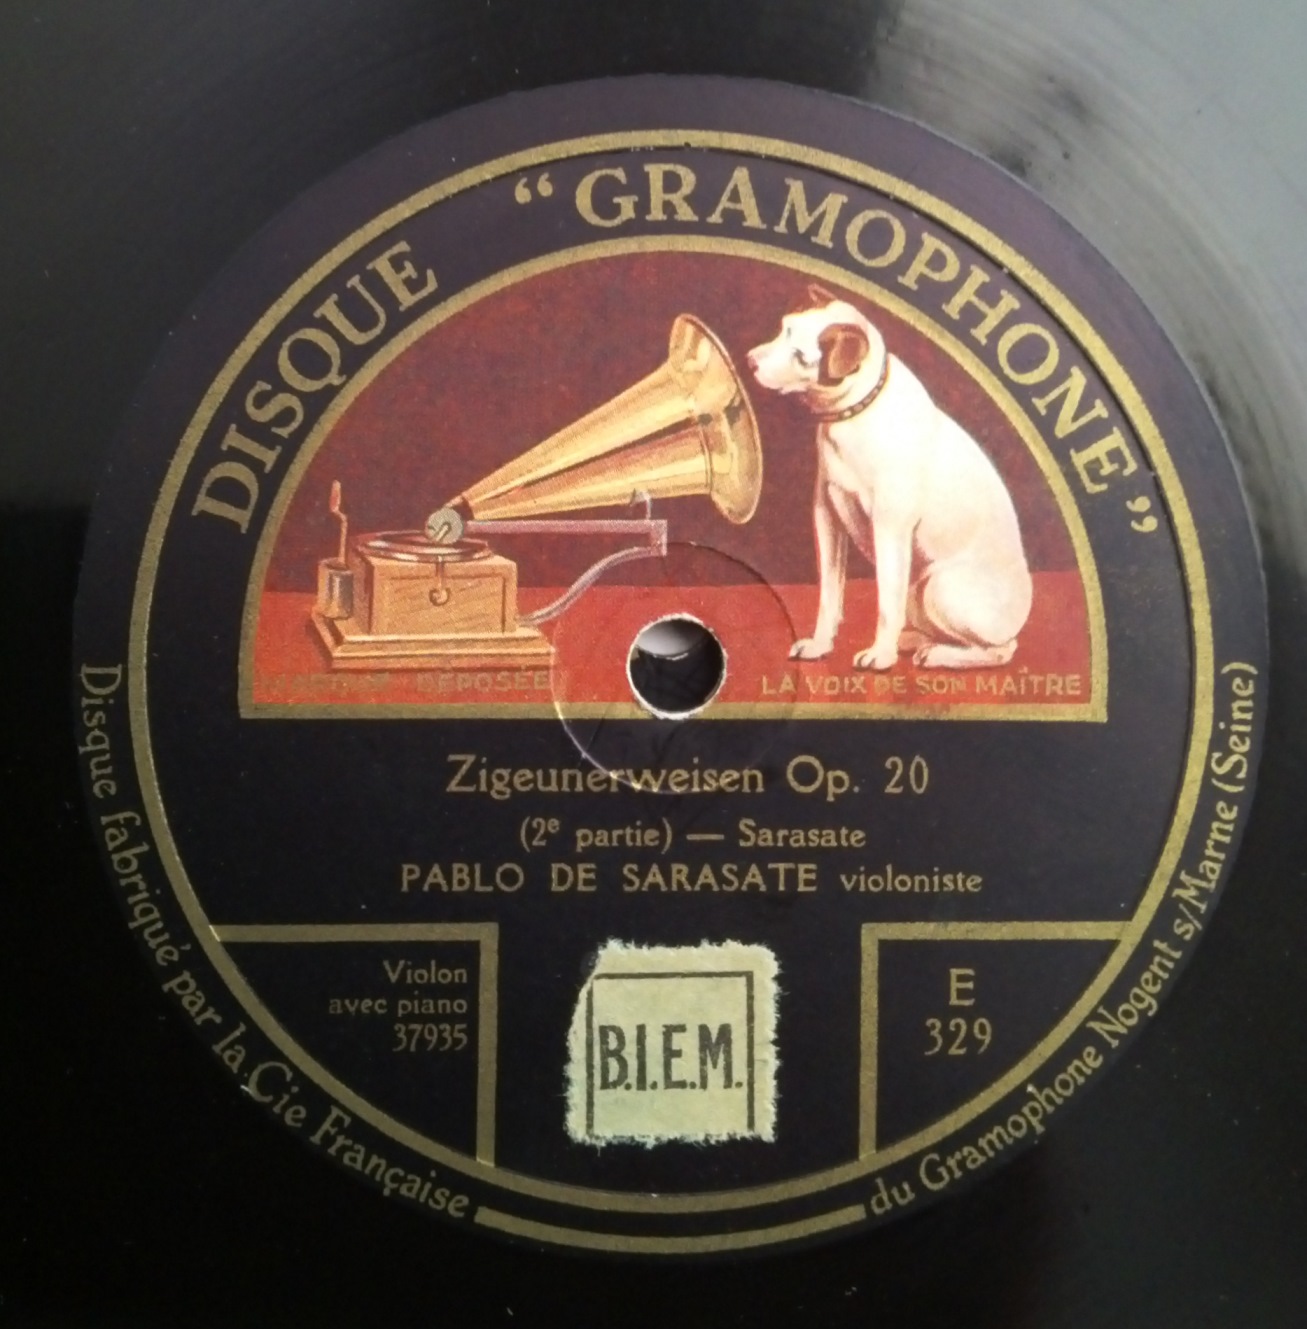 DISQUE “GRAMOPHONE”
DÉPOSÉE
LA VOIX DE SON MAÎTRE
Zigeunerweisen Op. 20
(2e partie) — Sarasate
PABLO DE SARASATE violoniste
Violon
avec piano
37935
B.I.E.M.
E
329
Disque fabriqué par la Cie Française du Gramophone Nogent s/Marne (Seine)